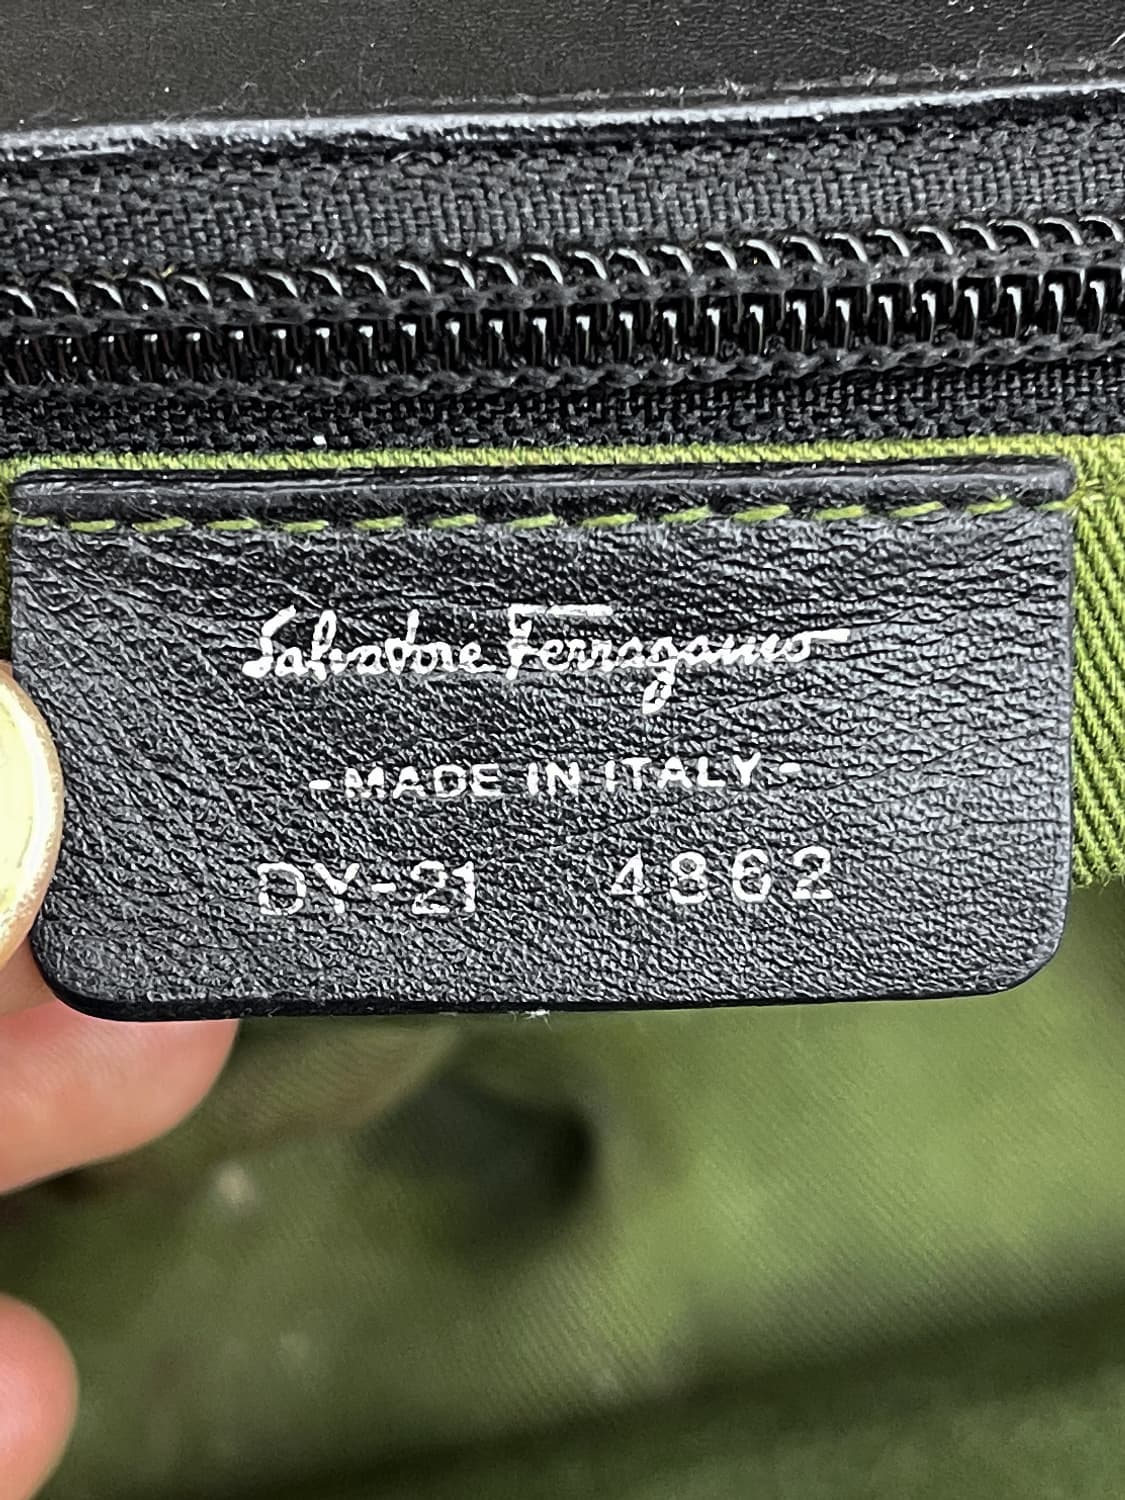 Salvatore Ferragamo
-MADE IN ITALY-
DY-21 4862